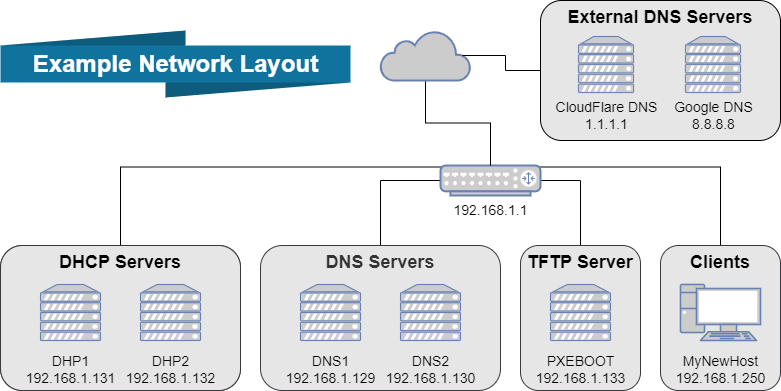 Example Network Layout
External DNS Servers
CloudFlare DNS
1.1.1.1
Google DNS
8.8.8.8
192.168.1.1
DHCP Servers
DHP1
192.168.1.131
DHP2
192.168.1.132
DNS Servers
DNS1
192.168.1.129
DNS2
192.168.1.130
TFTP Server
PXEBOOT
192.168.1.133
Clients
MyNewHost
192.168.1.250